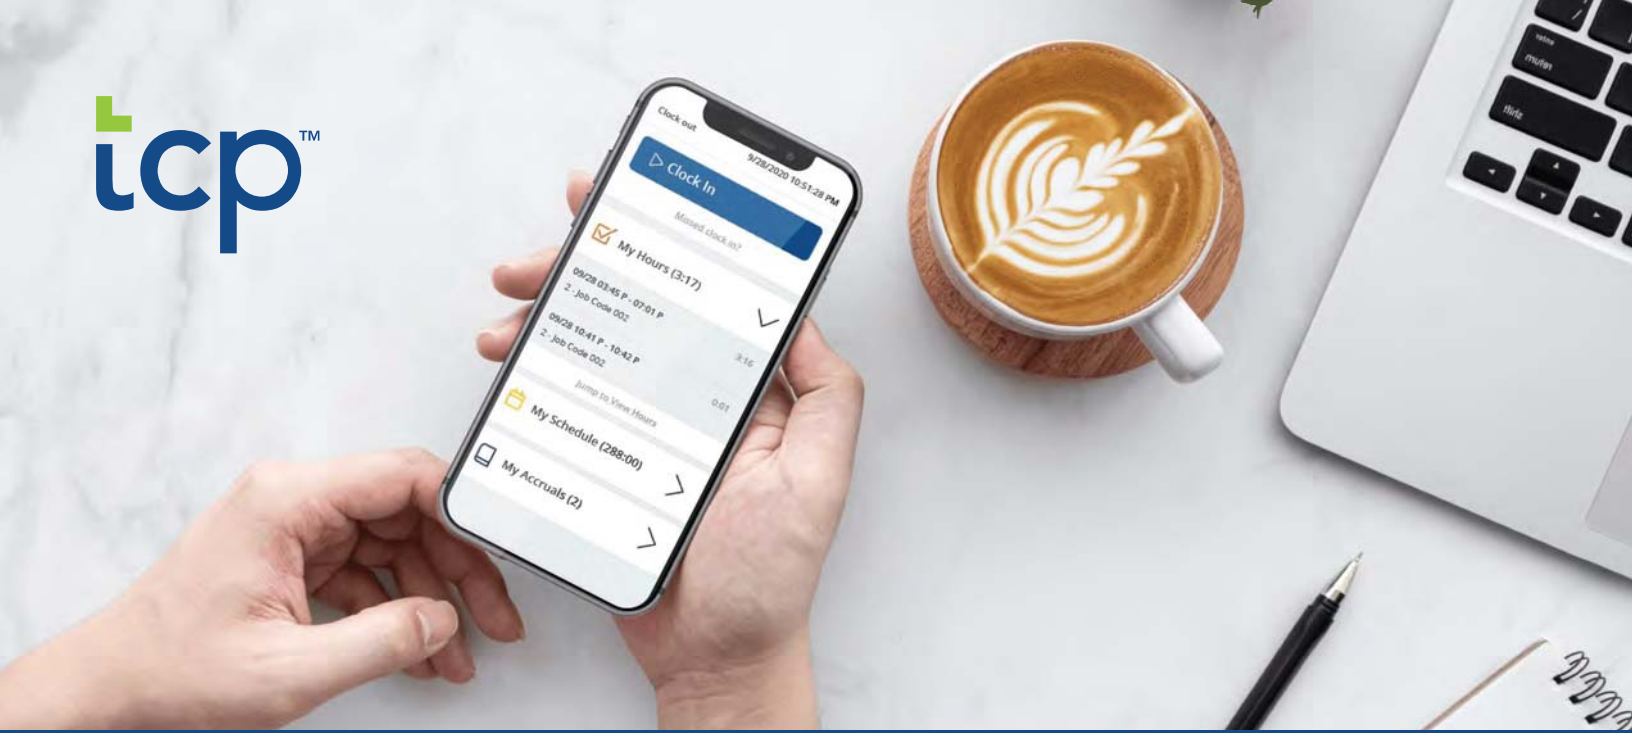 tcp™
Clock out
9/28/2020 10:51:28 PM
Clock In
Missed clock in?
My Hours (3:17)
09/28 03:45 P - 07:01 P
2 - Job Code 002
3:16
09/28 10:41 P - 10:42 P
2 - Job Code 002
0:01
Jump to View Hours
My Schedule (288:00)
My Accruals (2)